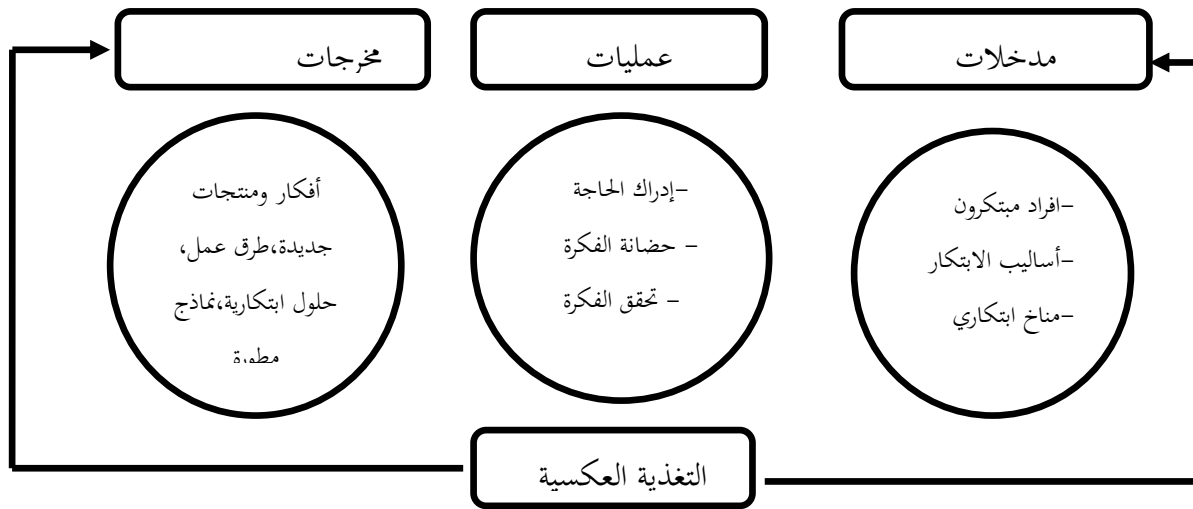 مدخلات
عمليات
مخرجات
-افراد مبتكرون
-أساليب الابتكار
-مناخ ابتكاري
-إدراك الحاجة
- حضانة الفكرة
- تحقق الفكرة
أفكار ومنتجات
جديدة،طرق عمل،
حلول ابتكارية،نماذج
مطورة
التغذية العكسية